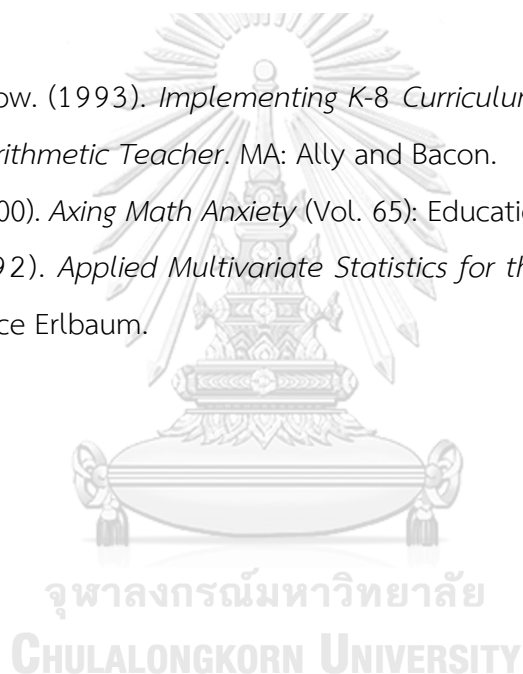 ow. (1993). Implementing K-8 Curriculum
rithmetic Teacher. MA: Ally and Bacon.
00). Axing Math Anxiety (Vol. 65): Educatio
92). Applied Multivariate Statistics for th
ce Erlbaum.
จุฬาลงกรณ์มหาวิทยาลัย
CHULALONGKORN UNIVERSITY